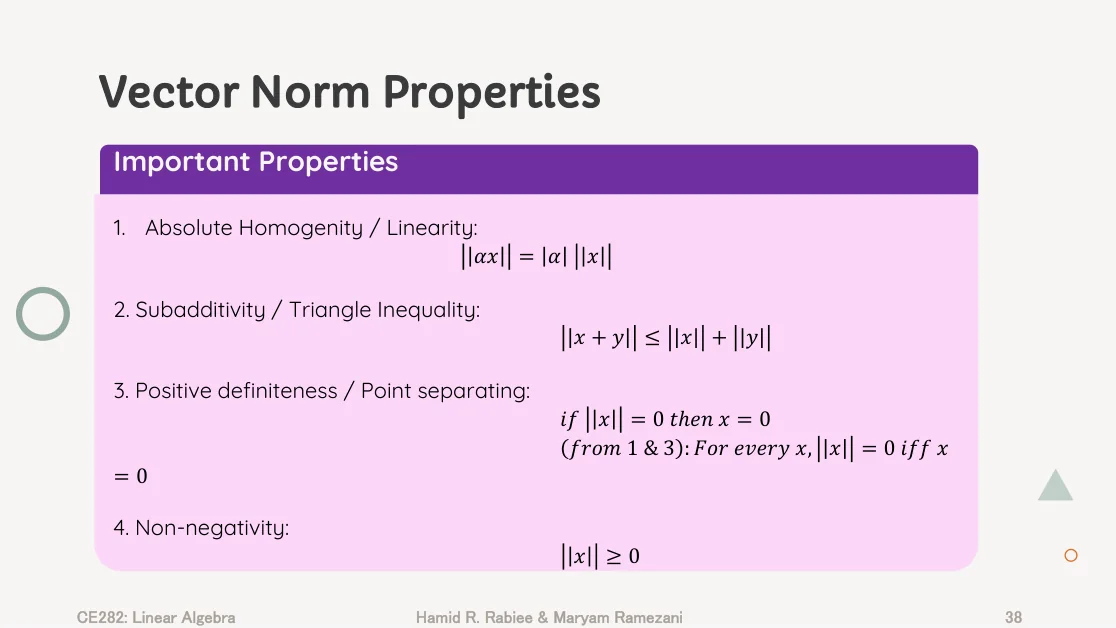 Vector Norm Properties
Important Properties
1. Absolute Homogenity / Linearity:
||αx|| = |α| ||x||
2. Subadditivity / Triangle Inequality:
||x + y|| ≤ ||x|| + ||y||
3. Positive definiteness / Point separating:
if ||x|| = 0 then x = 0
(from 1 & 3): For every x, ||x|| = 0 iff x
= 0
4. Non-negativity:
||x|| ≥ 0
CE282: Linear Algebra Hamid R. Rabiee & Maryam Ramezani 38